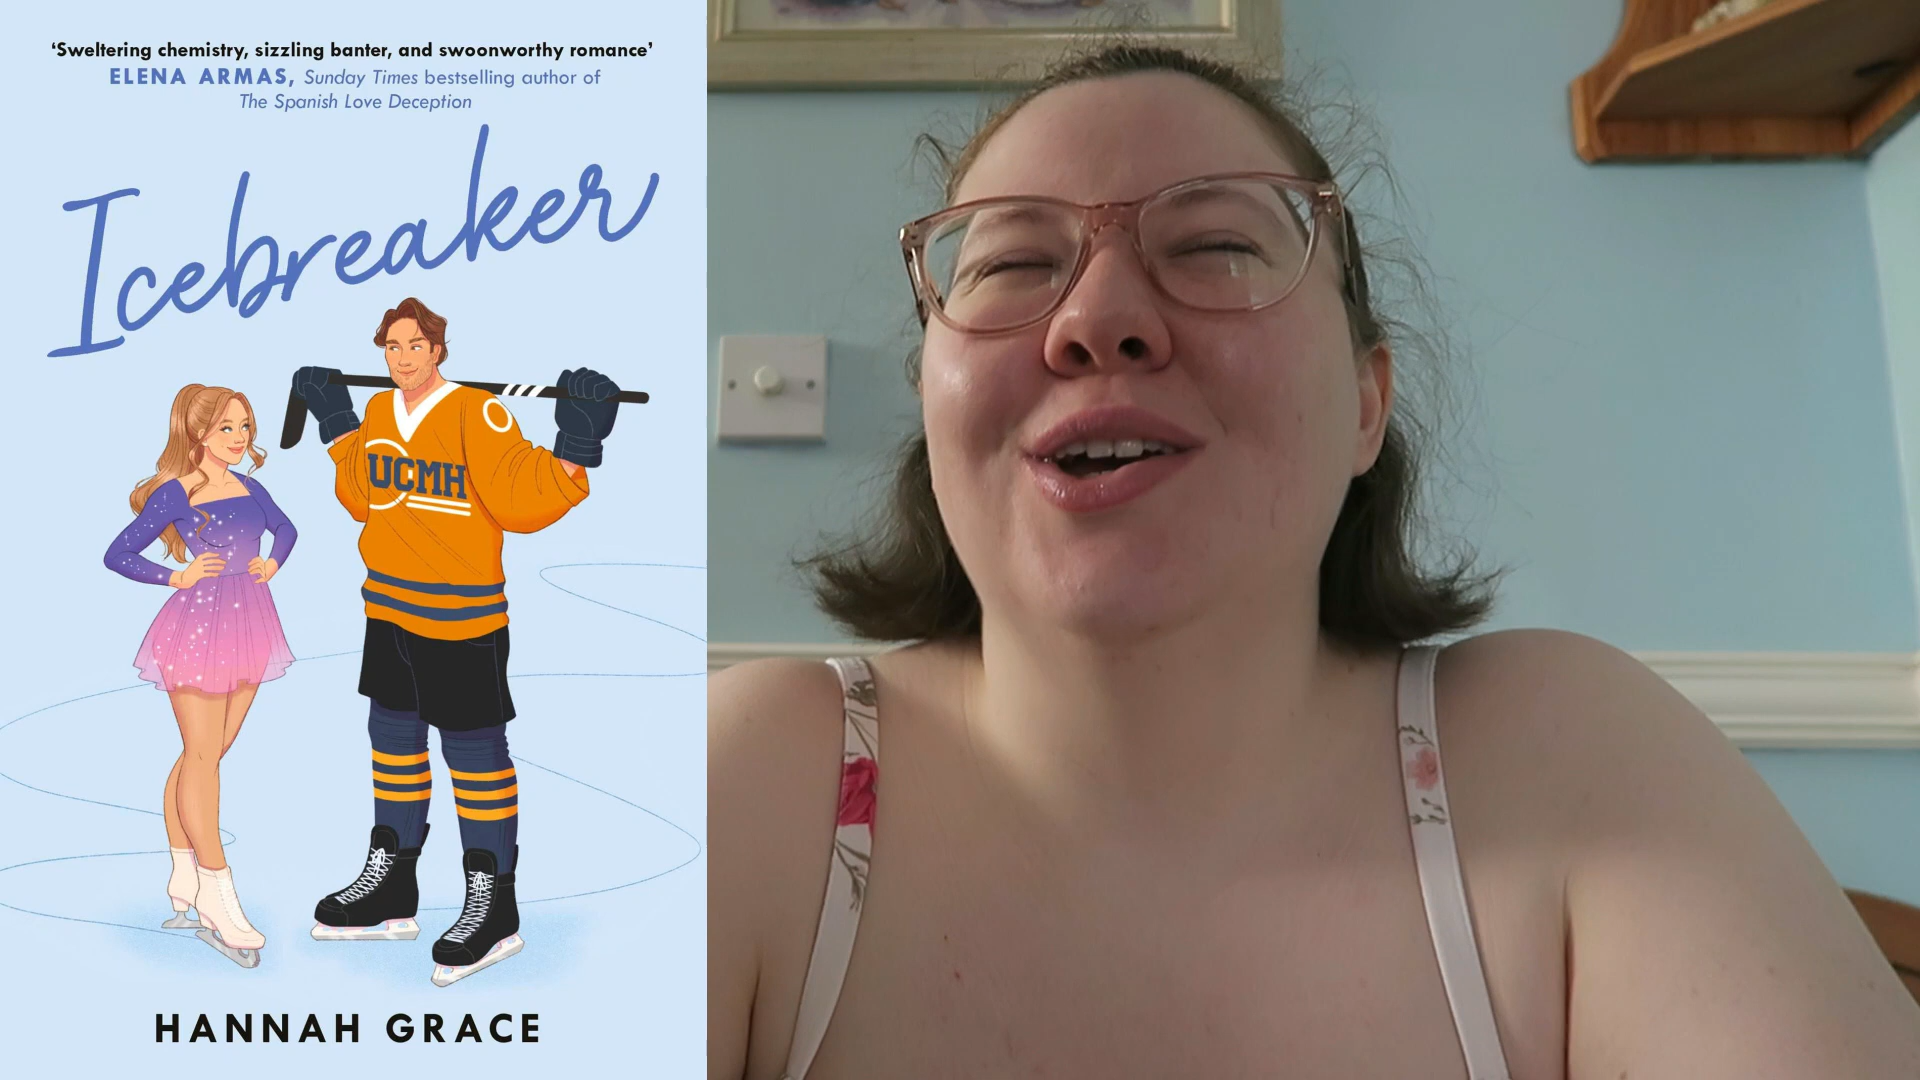 ‘Sweltering chemistry, sizzling banter, and swoonworthy romance’
ELENA ARMAS, Sunday Times bestselling author of
The Spanish Love Deception
Icebreaker
UCMH
HANNAH GRACE